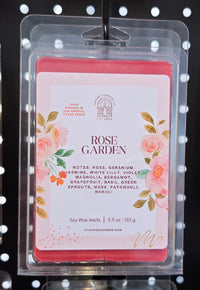 ROSE
GARDEN
NOTES: ROSE, GERANIUM,
JASMINE, WHITE LILLY, VIOLET,
MAGNOLIA, BERGAMOT,
GRAPEFRUIT, BASIL, GREEN
SPROUTS, MUSK, PATCHOULI,
NEROLI
Soy Wax Melts | 5.3 oz | 150 g